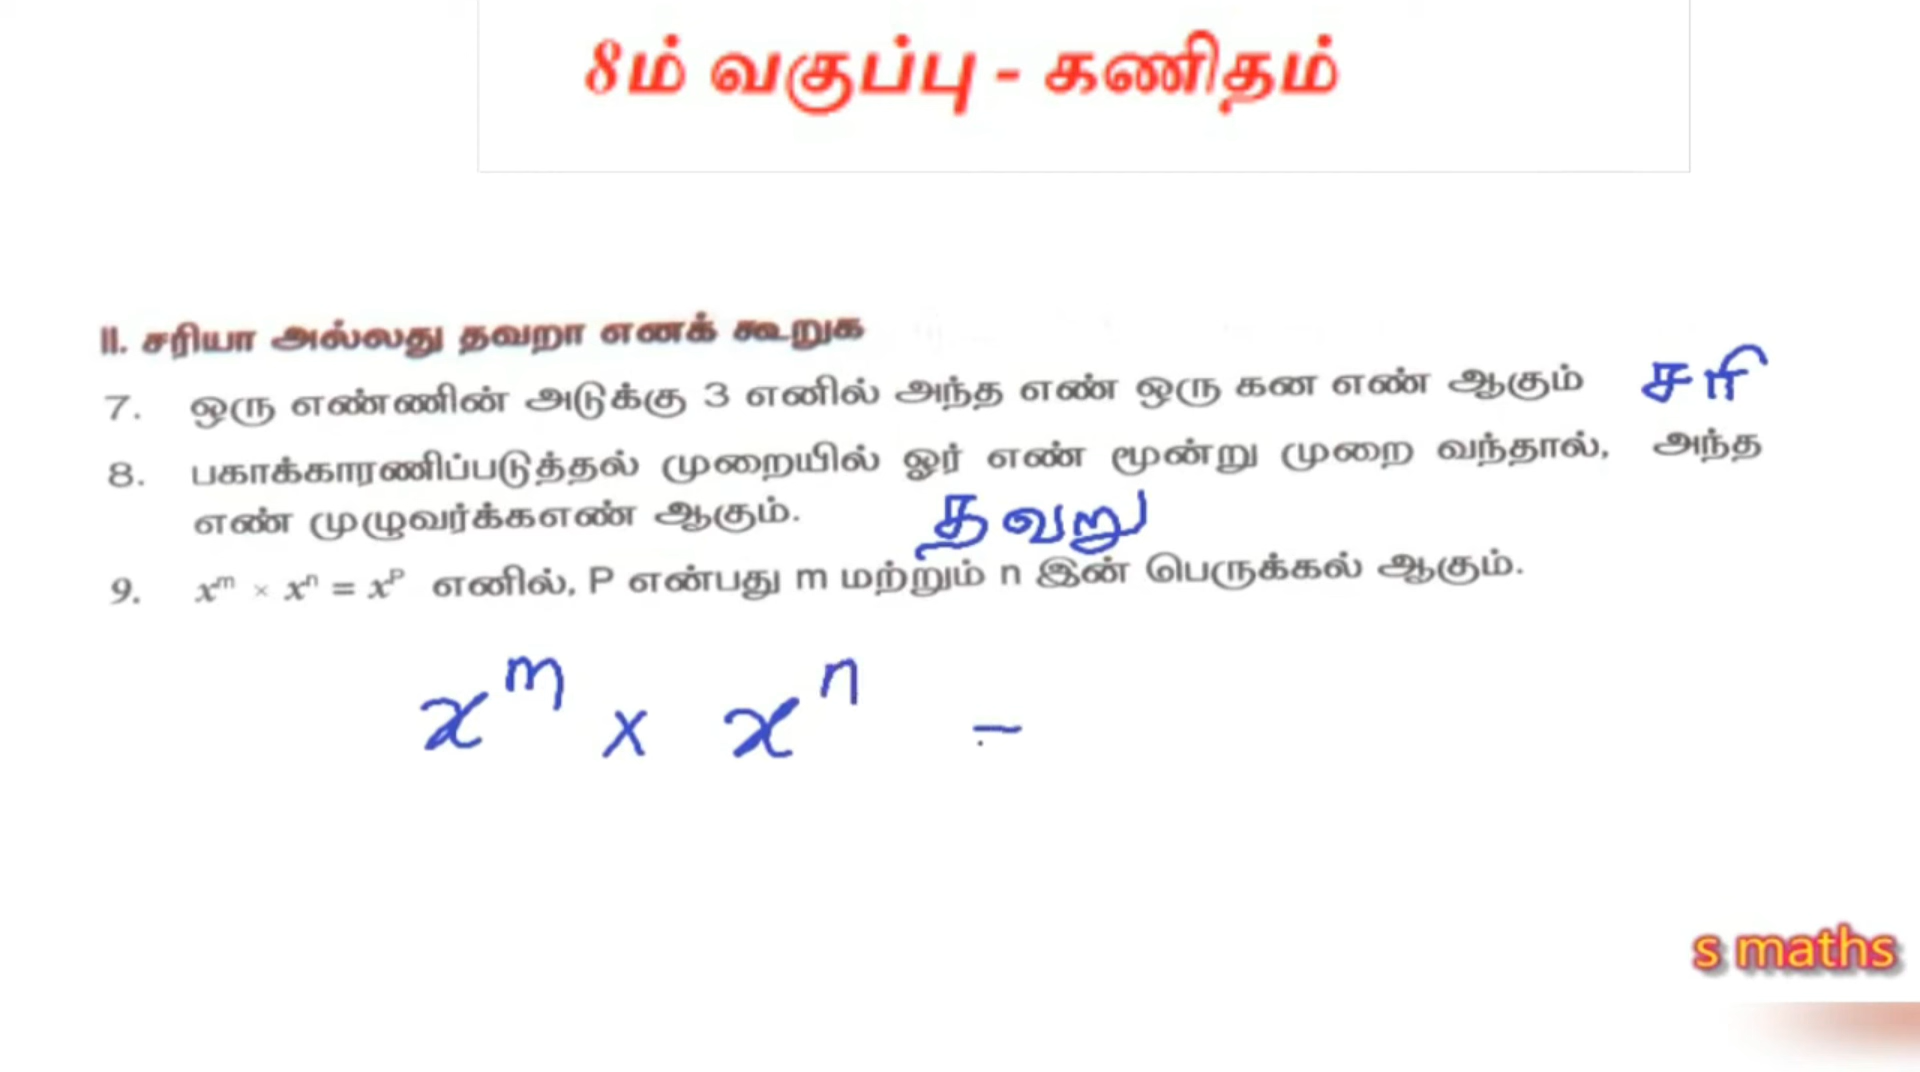 8ம் வகுப்பு - கணிதம்
II. சரியா அல்லது தவறா எனக் கூறுக
7. ஒரு எண்ணின் அடுக்கு 3 எனில் அந்த எண் ஒரு கன எண் ஆகும் சரி
8. பகாக்காரணிப்படுத்தல் முறையில் ஓர் எண் மூன்று முறை வந்தால், அந்த
எண் முழுவர்க்கஎண் ஆகும். தவறு
9. xᵐ × xⁿ = xᴾ எனில், P என்பது m மற்றும் n இன் பெருக்கல் ஆகும்.
xᵐ × xⁿ −
s maths